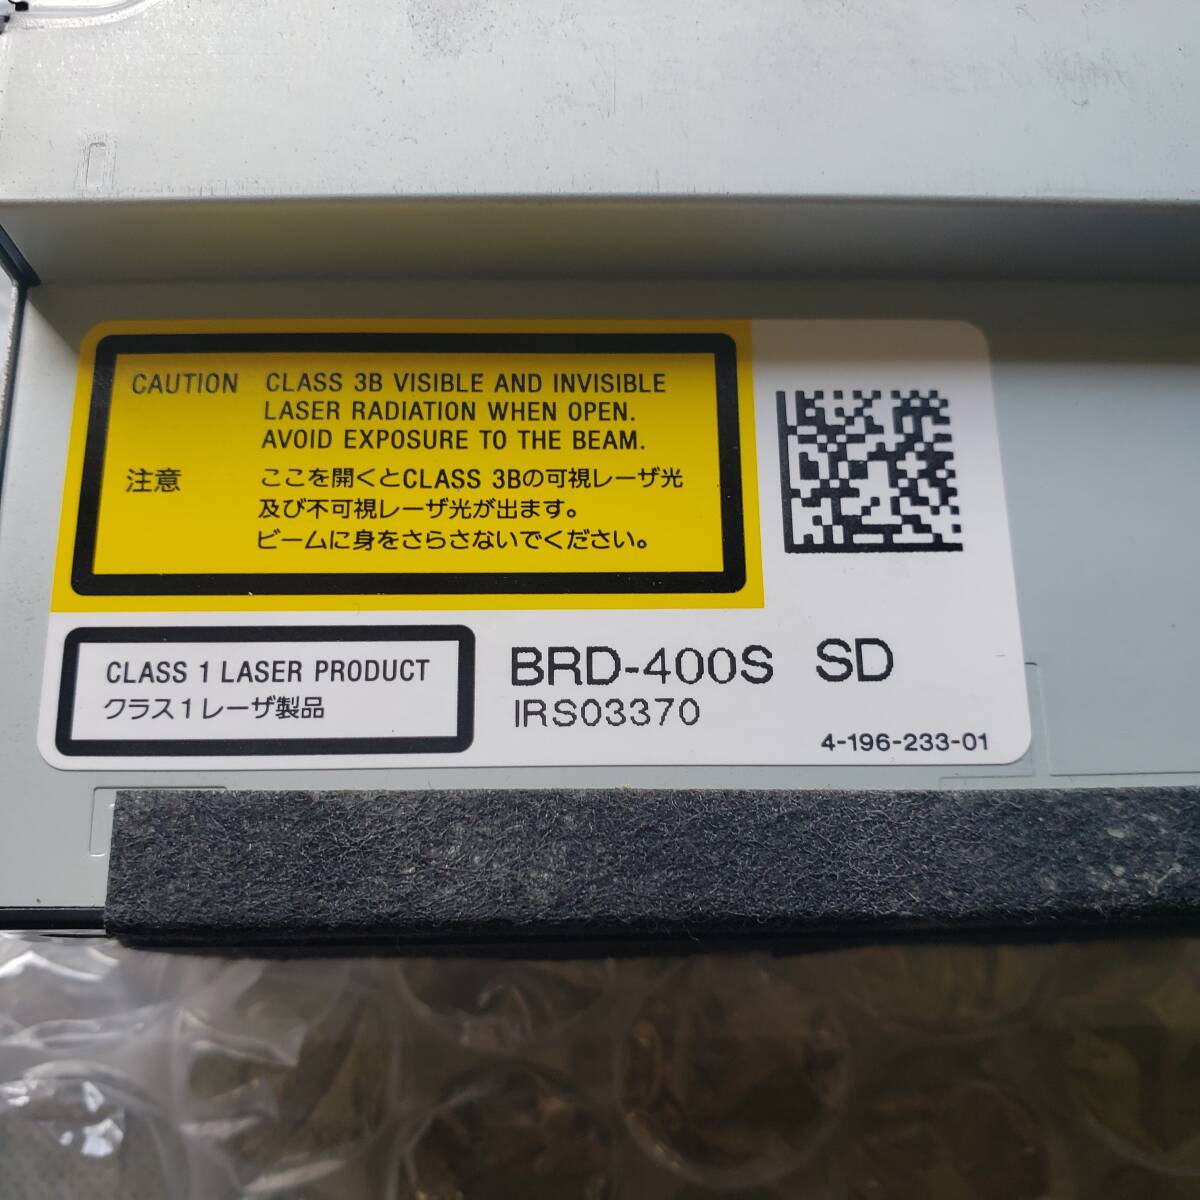 CAUTION CLASS 3B VISIBLE AND INVISIBLE
LASER RADIATION WHEN OPEN.
AVOID EXPOSURE TO THE BEAM.
注意 ここを開くとCLASS 3Bの可視レーザ光
及び不可視レーザ光が出ます。
ビームに身をさらさないでください。
CLASS 1 LASER PRODUCT
クラス1レーザ製品
BRD-400S SD
IRS03370
4-196-233-01